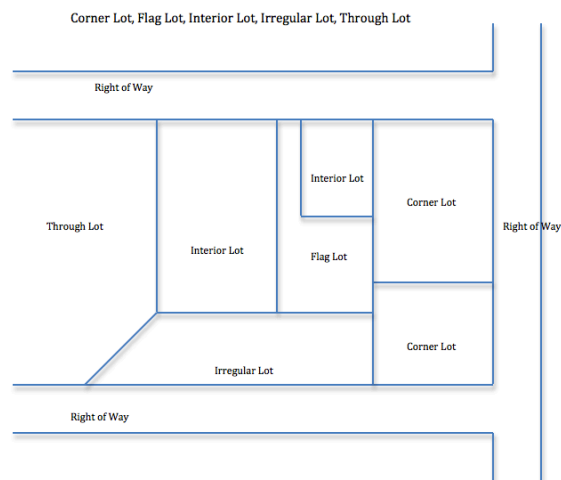 Corner Lot, Flag Lot, Interior Lot, Irregular Lot, Through Lot
Right of Way
Interior Lot
Corner Lot
Through Lot
Right of Way
Interior Lot
Flag Lot
Corner Lot
Irregular Lot
Right of Way